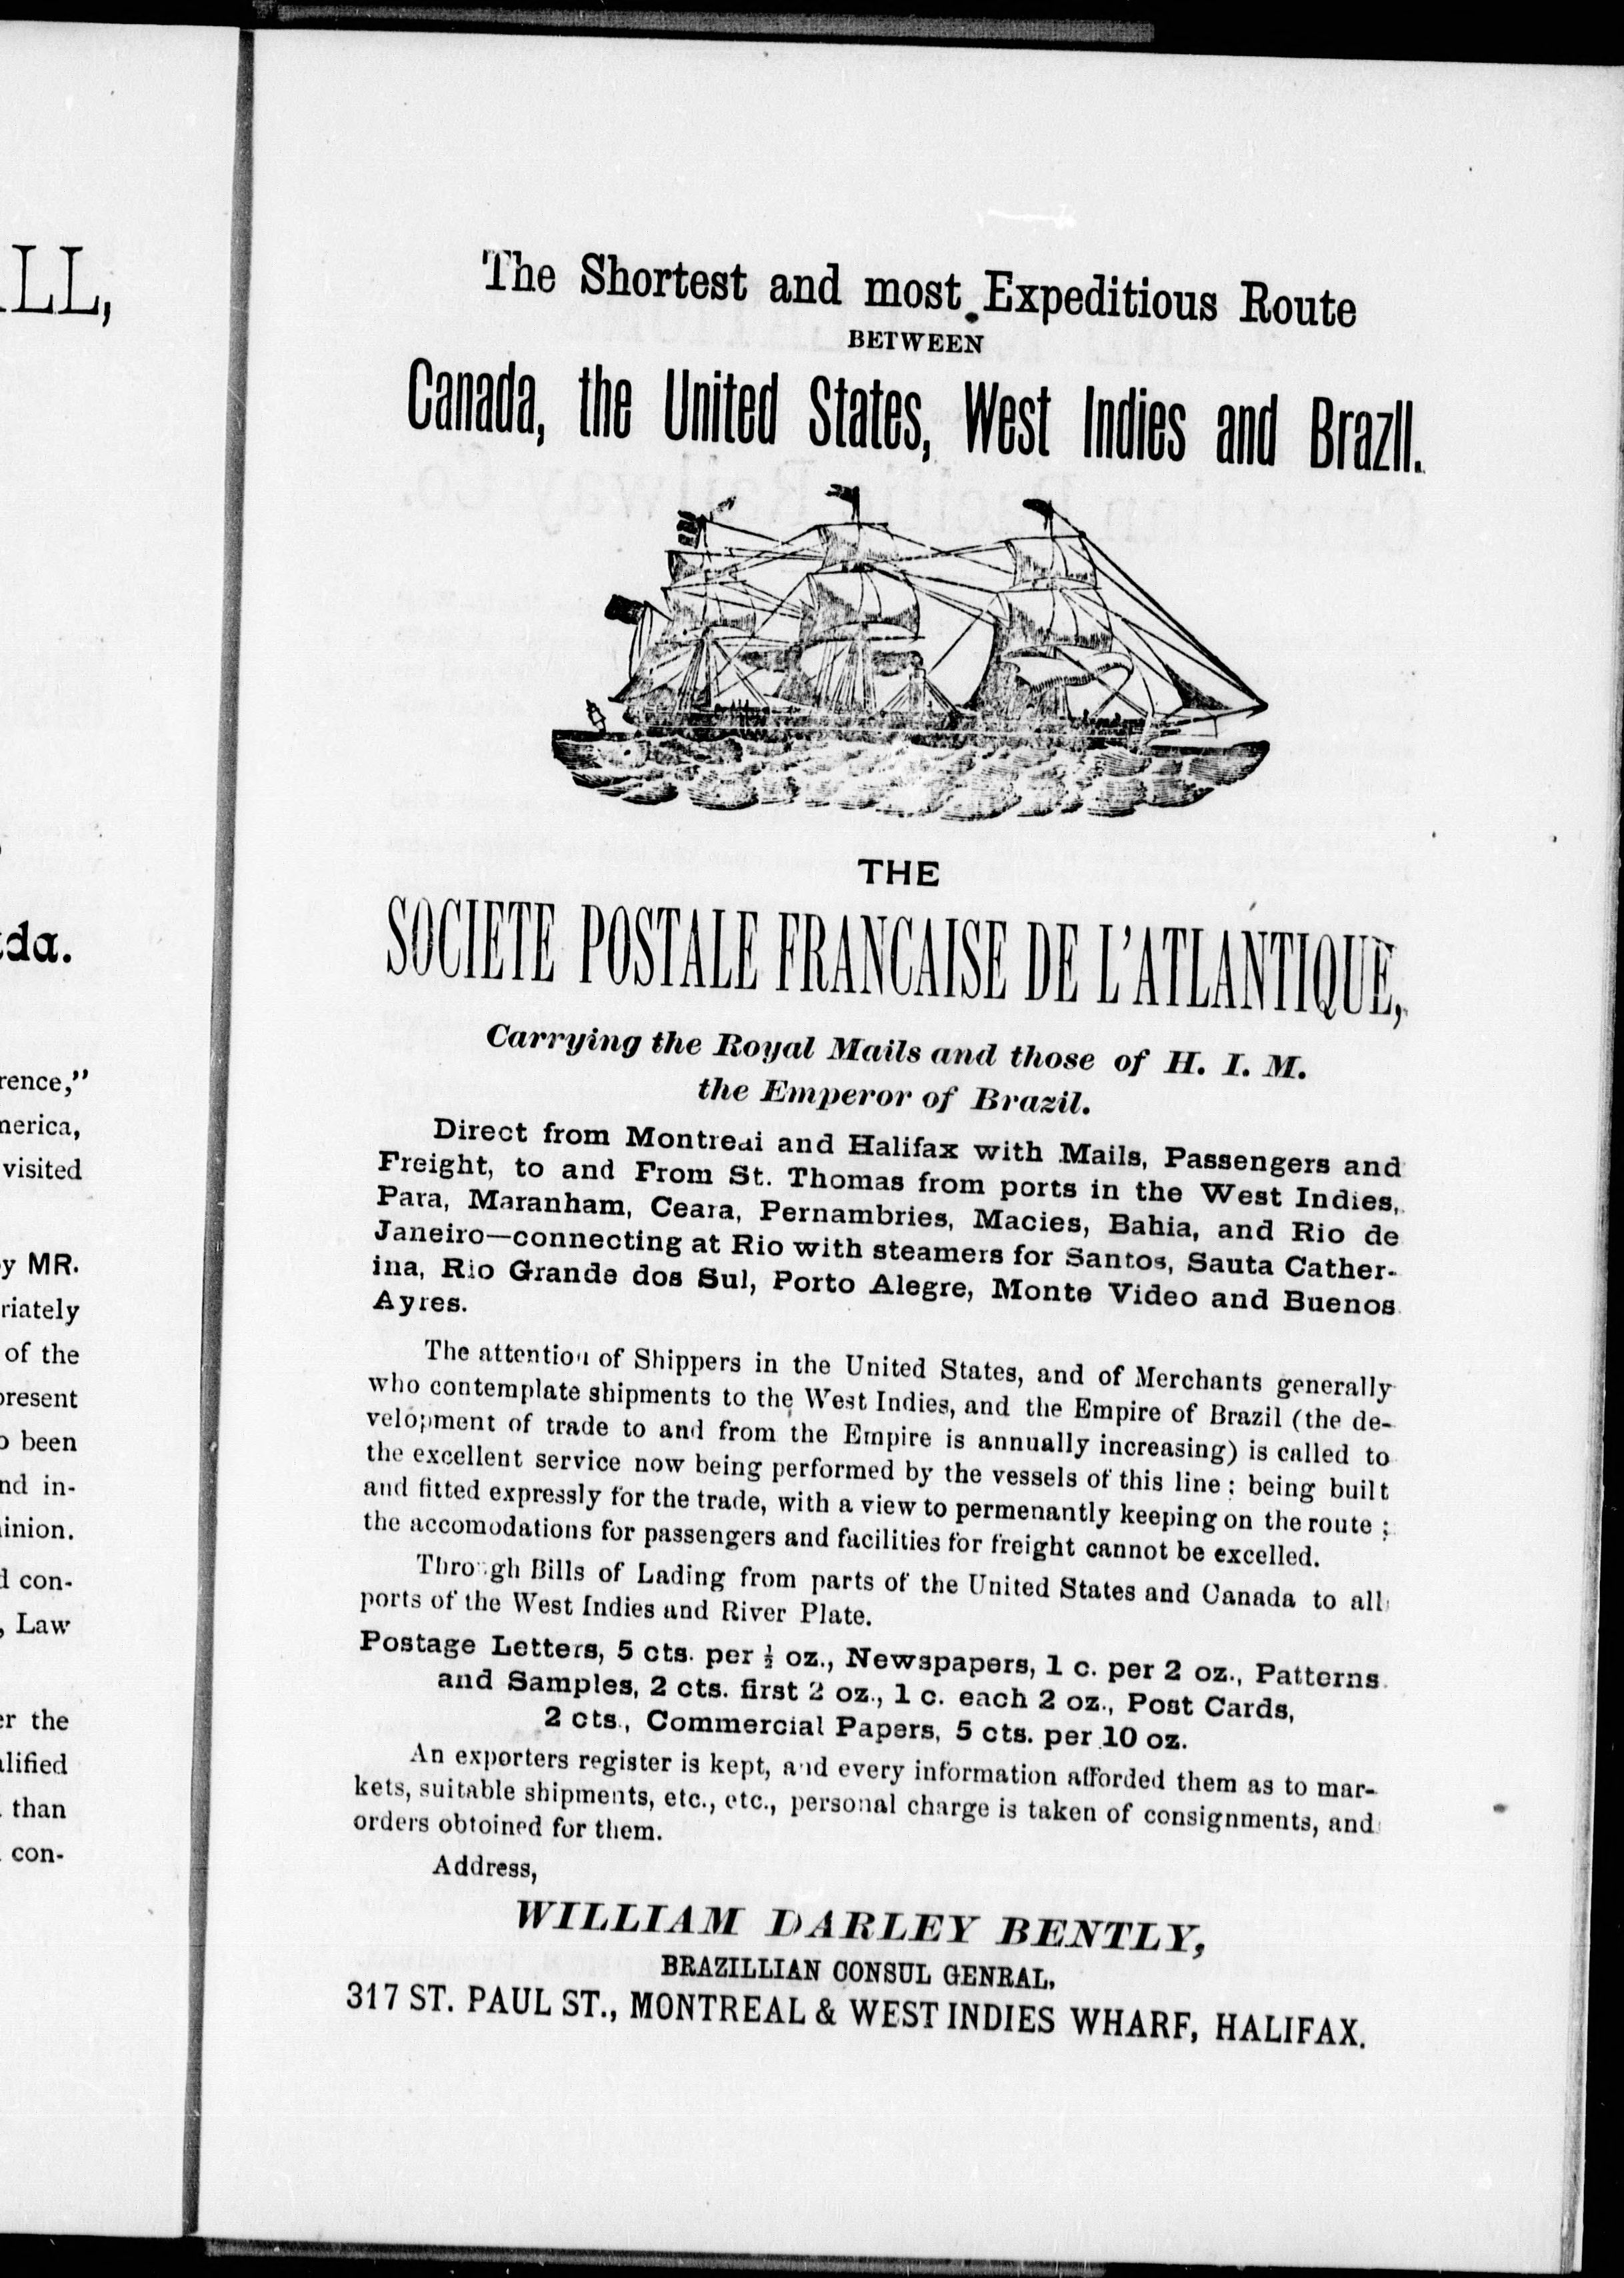 LL,
da.
rence,"
merica,
visited
by MR.
riately
of the
present
been
nd in-
inion.
d con-
, Law
er the
lified
than
con-
The Shortest and most Expeditious Route
BETWEEN
Canada, the United States, West Indies and Brazil.
THE
SOCIETE POSTALE FRANCAISE DE L'ATLANTIQUE,
Carrying the Royal Mails and those of H. I. M.
the Emperor of Brazil.
Direct from Montreal and Halifax with Mails, Passengers and
Freight, to and From St. Thomas from ports in the West Indies,
Para, Maranham, Ceara, Pernambries, Macies, Bahia, and Rio de
Janeiro—connecting at Rio with steamers for Santos, Sauta Cather-
ina, Rio Grande dos Sul, Porto Alegre, Monte Video and Buenos
Ayres.
The attention of Shippers in the United States, and of Merchants generally
who contemplate shipments to the West Indies, and the Empire of Brazil (the de-
velopment of trade to and from the Empire is annually increasing) is called to
the excellent service now being performed by the vessels of this line; being built
and fitted expressly for the trade, with a view to permenantly keeping on the route;
the accomodations for passengers and facilities for freight cannot be excelled.
Through Bills of Lading from parts of the United States and Canada to all
ports of the West Indies and River Plate.
Postage Letters, 5 cts. per ½ oz., Newspapers, 1 c. per 2 oz., Patterns
and Samples, 2 cts. first 2 oz., 1 c. each 2 oz., Post Cards,
2 cts., Commercial Papers, 5 cts. per 10 oz.
An exporters register is kept, and every information afforded them as to mar-
kets, suitable shipments, etc., etc., personal charge is taken of consignments, and
orders obtoined for them.
Address,
WILLIAM DARLEY BENTLY,
BRAZILLIAN CONSUL GENRAL,
317 ST. PAUL ST., MONTREAL & WEST INDIES WHARF, HALIFAX.